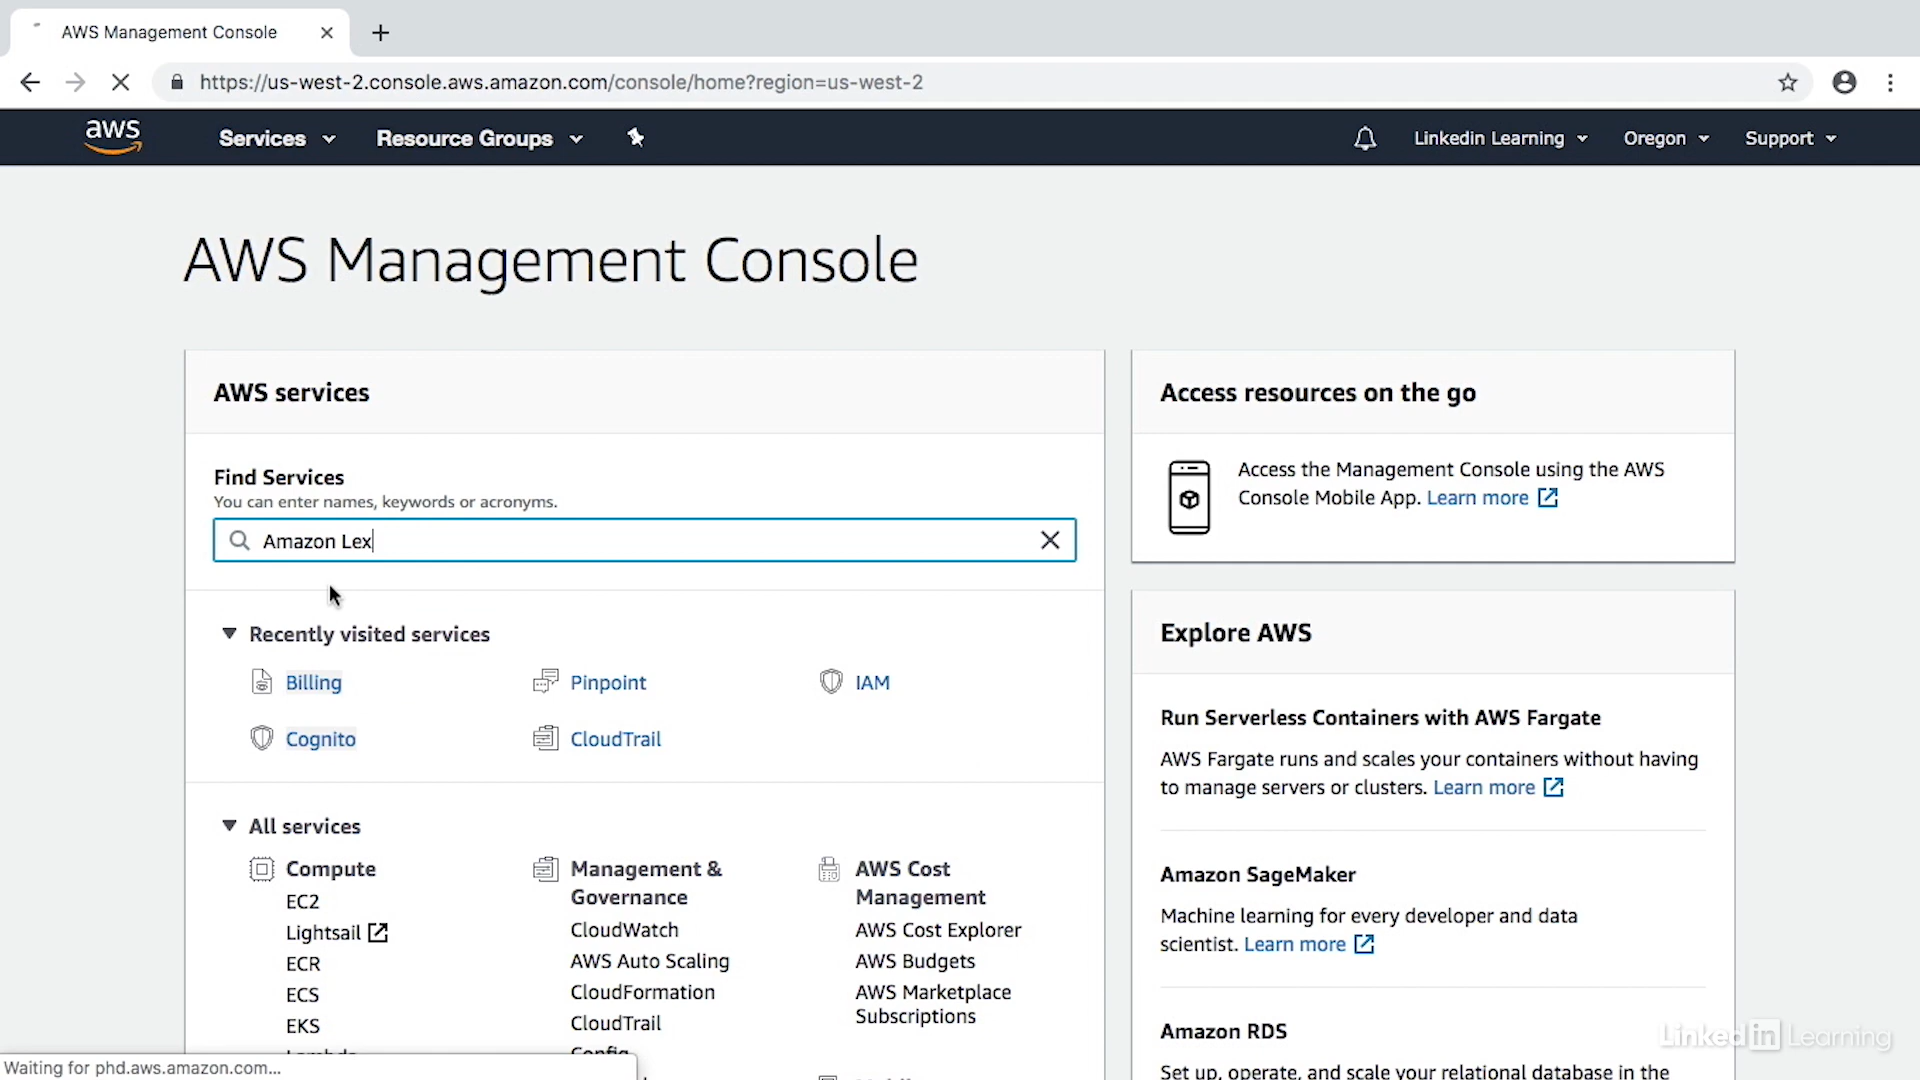 AWS Management Console
https://us-west-2.console.aws.amazon.com/console/home?region=us-west-2
aws
Services
Resource Groups
Linkedin Learning
Oregon
Support
AWS Management Console
AWS services
Find Services
You can enter names, keywords or acronyms.
Amazon Lex
Recently visited services
Billing
Pinpoint
IAM
Cognito
CloudTrail
All services
Compute
EC2
Lightsail
ECR
ECS
EKS
Lambda
Management &
Governance
CloudWatch
AWS Auto Scaling
CloudFormation
CloudTrail
Config
AWS Cost
Management
AWS Cost Explorer
AWS Budgets
AWS Marketplace
Subscriptions
Access resources on the go
Access the Management Console using the AWS
Console Mobile App. Learn more
Explore AWS
Run Serverless Containers with AWS Fargate
AWS Fargate runs and scales your containers without having
to manage servers or clusters. Learn more
Amazon SageMaker
Machine learning for every developer and data
scientist. Learn more
Amazon RDS
Set up, operate, and scale your relational database in the
Waiting for phd.aws.amazon.com...
LinkedIn Learning